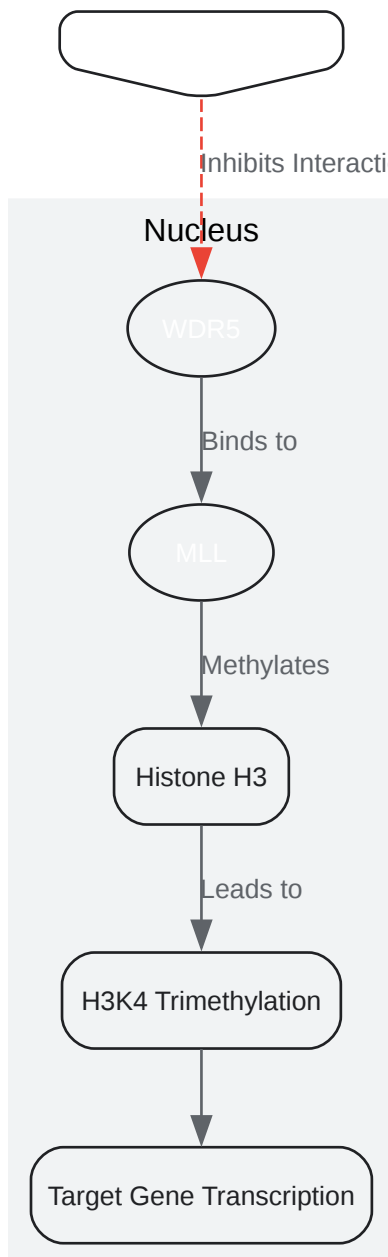 Inhibits Interacti
Nucleus
WDR5
Binds to
MLL
Methylates
Histone H3
Leads to
H3K4 Trimethylation
Target Gene Transcription